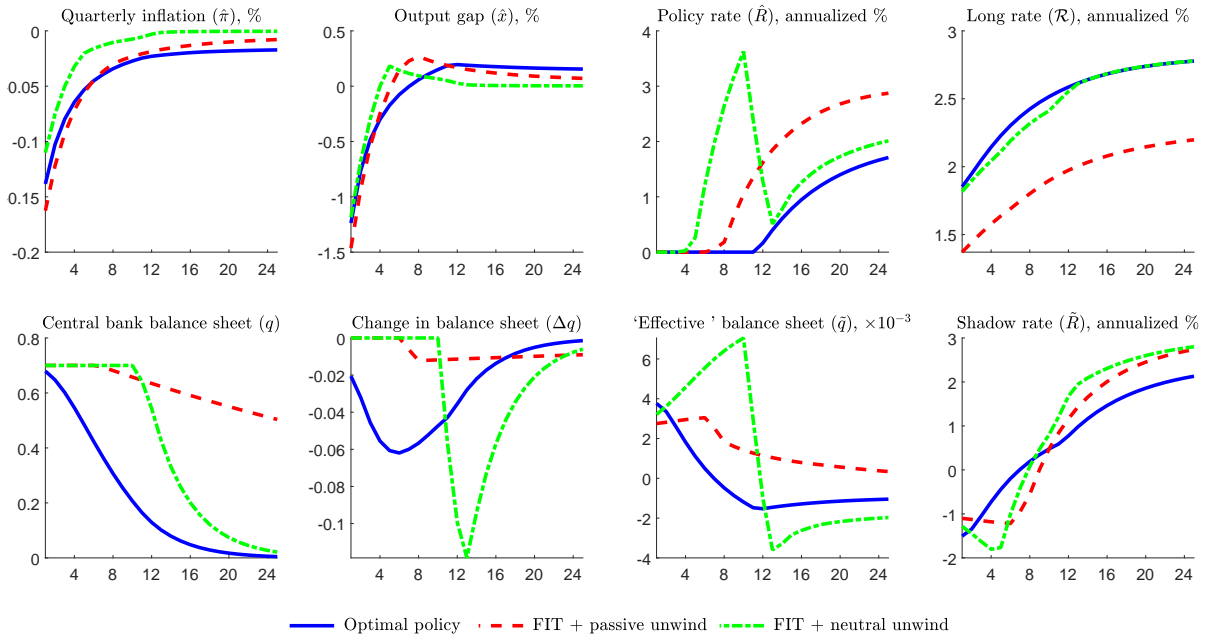 Quarterly inflation (π̂), %
0
-0.05
-0.1
-0.15
-0.2
4 8 12 16 20 24
Output gap (x̂), %
0.5
0
-0.5
-1
-1.5
4 8 12 16 20 24
Policy rate (R̂), annualized %
4
3
2
1
0
4 8 12 16 20 24
Long rate (ℛ), annualized %
3
2.5
2
1.5
4 8 12 16 20 24
Central bank balance sheet (q)
0.8
0.6
0.4
0.2
0
4 8 12 16 20 24
Change in balance sheet (Δq)
0
-0.02
-0.04
-0.06
-0.08
-0.1
4 8 12 16 20 24
‘Effective ’ balance sheet (q̃), ×10⁻³
6
4
2
0
-2
-4
4 8 12 16 20 24
Shadow rate (R̃), annualized %
3
2
1
0
-1
-2
4 8 12 16 20 24
Optimal policy FIT + passive unwind FIT + neutral unwind